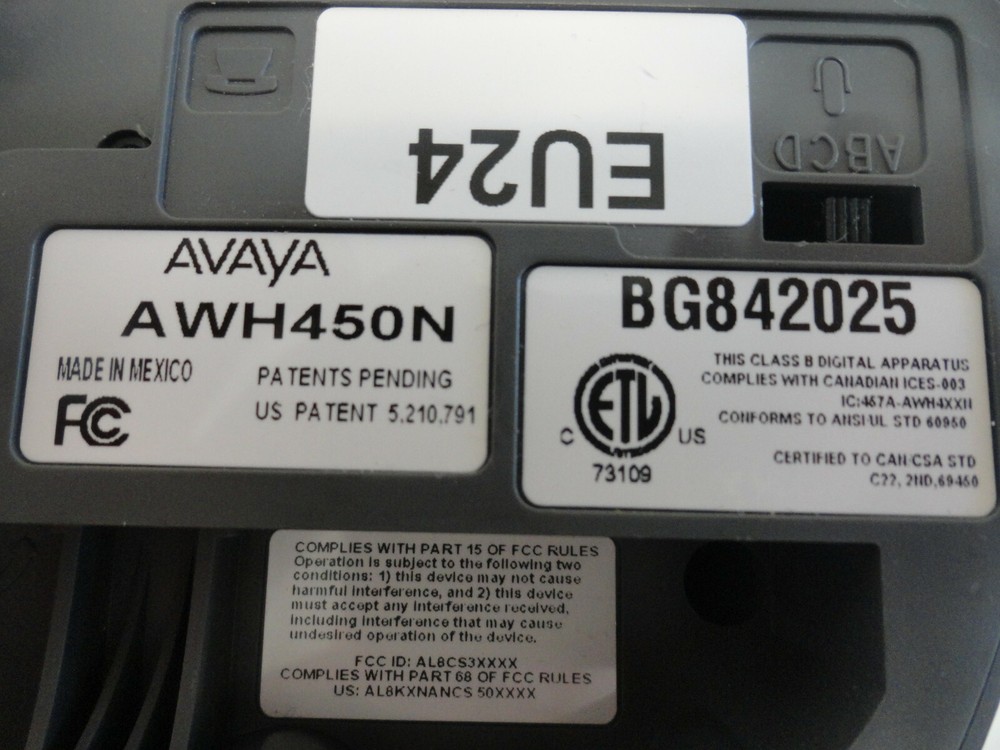 EU24
ABCD
AVAYA
AWH450N
MADE IN MEXICO
PATENTS PENDING
FC
US PATENT 5,210,791
BG842025
THIS CLASS B DIGITAL APPARATUS
COMPLIES WITH CANADIAN ICES-003
IC:457A-AWH4XXN
CONFORMS TO ANSI UL STD 60950
C ETL US
73109
CERTIFIED TO CAN/CSA STD
C22, 2ND,69450
COMPLIES WITH PART 15 OF FCC RULES
Operation is subject to the following two
conditions: 1) this device may not cause
harmful interference, and 2) this device
must accept any interference received,
including interference that may cause
undesired operation of the device.
FCC ID: AL8CS3XXXX
COMPLIES WITH PART 68 OF FCC RULES
US: AL8KXNANCS 50XXXX